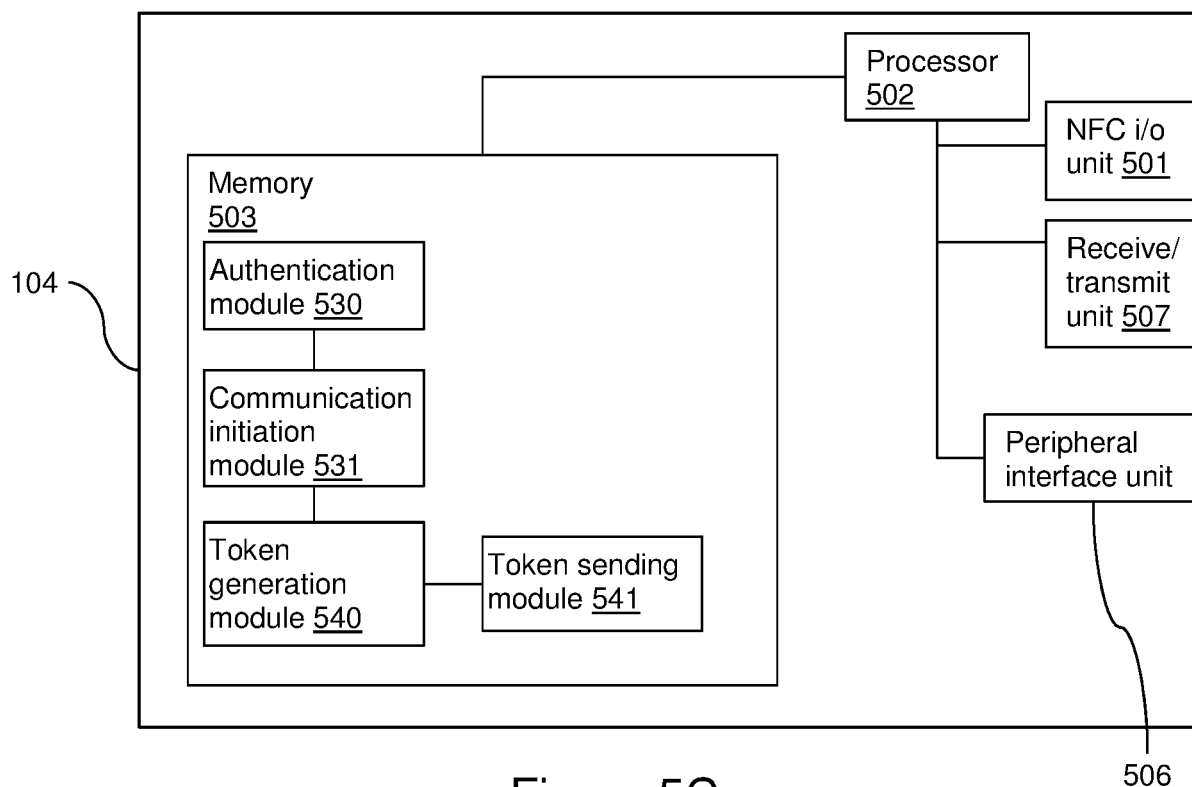 Processor
502
NFC i/o
unit 501
Memory
503
Receive/
transmit
unit 507
Authentication
module 530
104
Communication
initiation
module 531
Peripheral
interface unit
Token
generation
module 540
Token sending
module 541
506